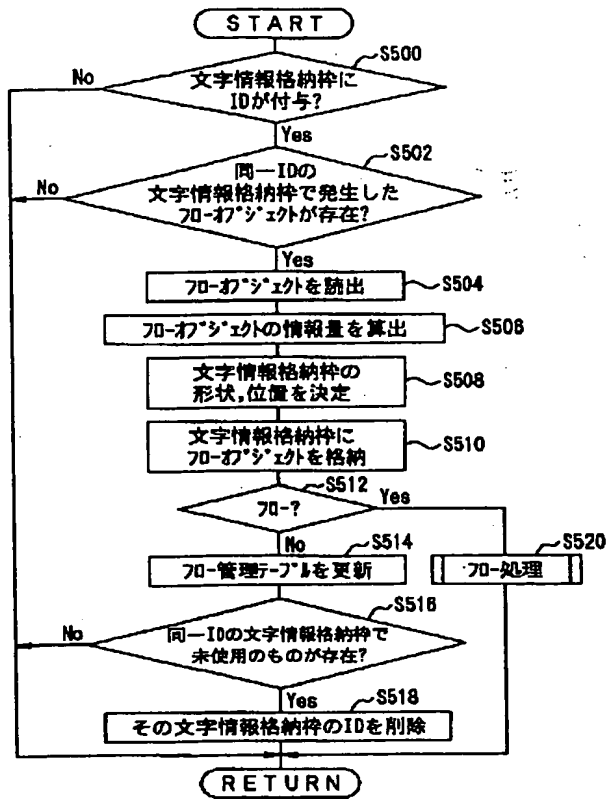 START
S500
No
文字情報格納枠に
IDが付与?
Yes
S502
同一IDの
No
文字情報格納枠で発生した
フローオブジェクトが存在?
Yes
フローオブジェクトを読出
S504
フローオブジェクトの情報量を算出
S506
文字情報格納枠の
形状,位置を決定
S508
文字情報格納枠に
フローオブジェクトを格納
S510
S512
フロー?
Yes
No
S514
S520
フロー管理テーブルを更新
フロー処理
S516
No
同一IDの文字情報格納枠で
未使用のものが存在?
Yes
S518
その文字情報格納枠のIDを削除
RETURN